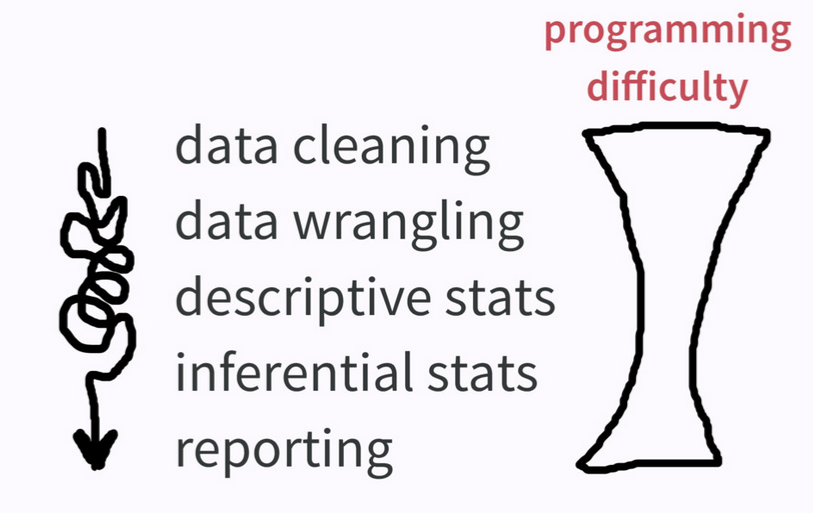 programming
difficulty
data cleaning
data wrangling
descriptive stats
inferential stats
reporting